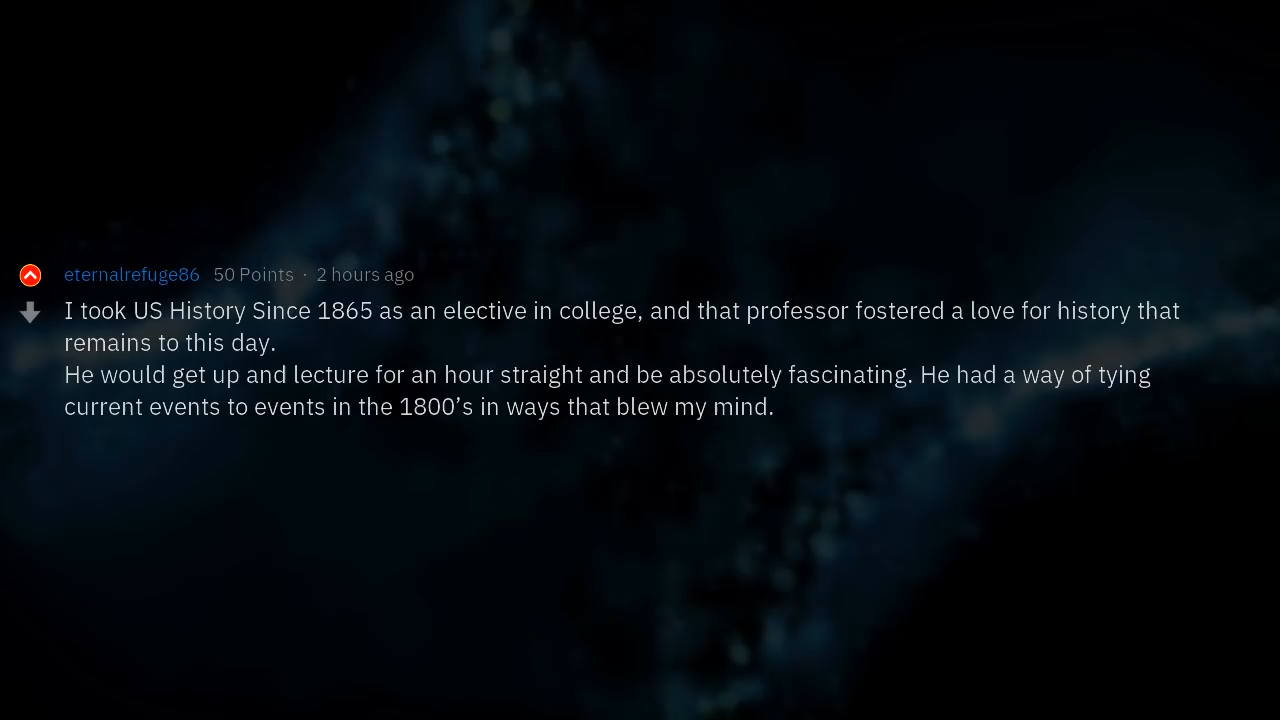 eternalrefuge86 50 Points · 2 hours ago
I took US History Since 1865 as an elective in college, and that professor fostered a love for history that
remains to this day.
He would get up and lecture for an hour straight and be absolutely fascinating. He had a way of tying
current events to events in the 1800’s in ways that blew my mind.